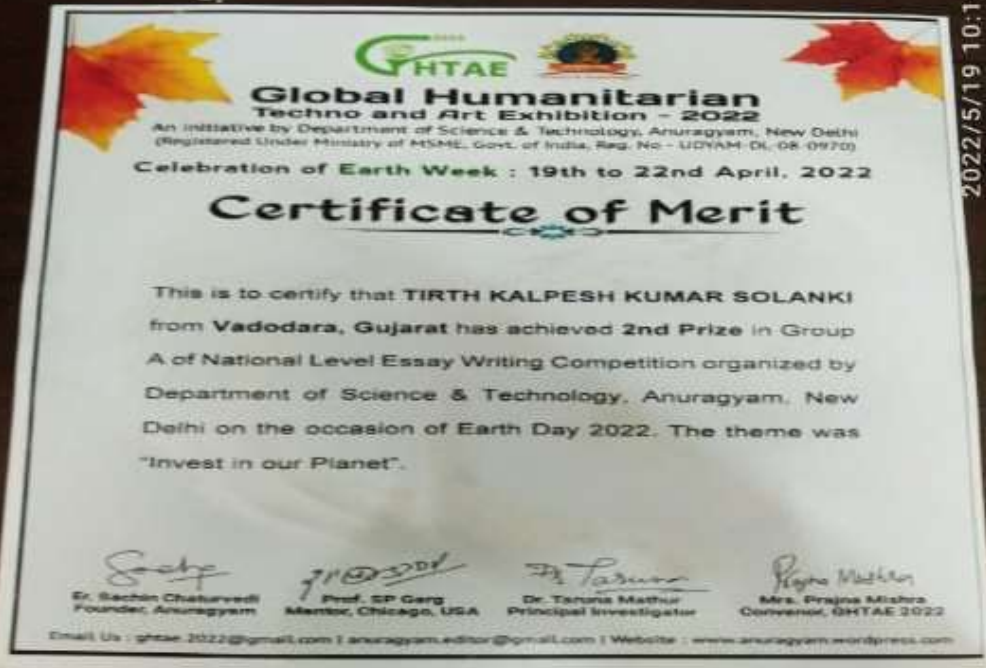 GHTAE
Global Humanitarian
Techno and Art Exhibition - 2022
An initiative by Department of Science & Technology, Anuragyam, New Delhi
(Registered Under Ministry of MSME, Govt. of India, Reg. No - UDYAM-DL-08-0970)
Celebration of Earth Week : 19th to 22nd April, 2022
Certificate of Merit
This is to certify that TIRTH KALPESH KUMAR SOLANKI
from Vadodara, Gujarat has achieved 2nd Prize in Group
A of National Level Essay Writing Competition organized by
Department of Science & Technology, Anuragyam, New
Delhi on the occasion of Earth Day 2022. The theme was
"Invest in our Planet".
Er. Sachin Chaturvedi
Founder, Anuragyam
Prof. SP Garg
Mentor, Chicago, USA
Dr. Taruna Mathur
Principal Investigator
Mrs. Prajna Mishra
Convenor, GHTAE 2022
Email Us : ghtae.2022@gmail.com I anuragyam.editor@gmail.com I Website : www.anuragyam.wordpress.com
2022/5/19 10:1